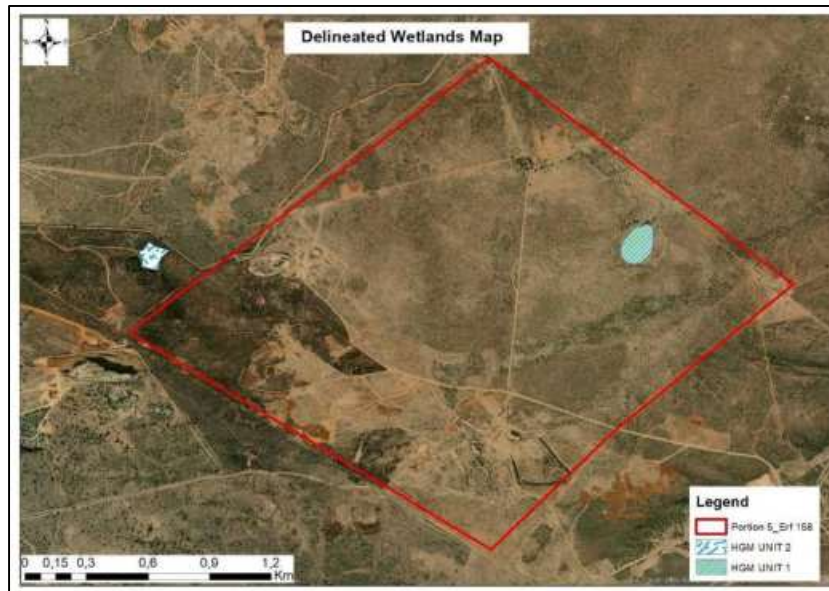 Delineated Wetlands Map
Legend
Portion 5_Erf 158
HGM UNIT 2
HGM UNIT 1
0 0,15 0,3 0,6 0,9 1,2
Km